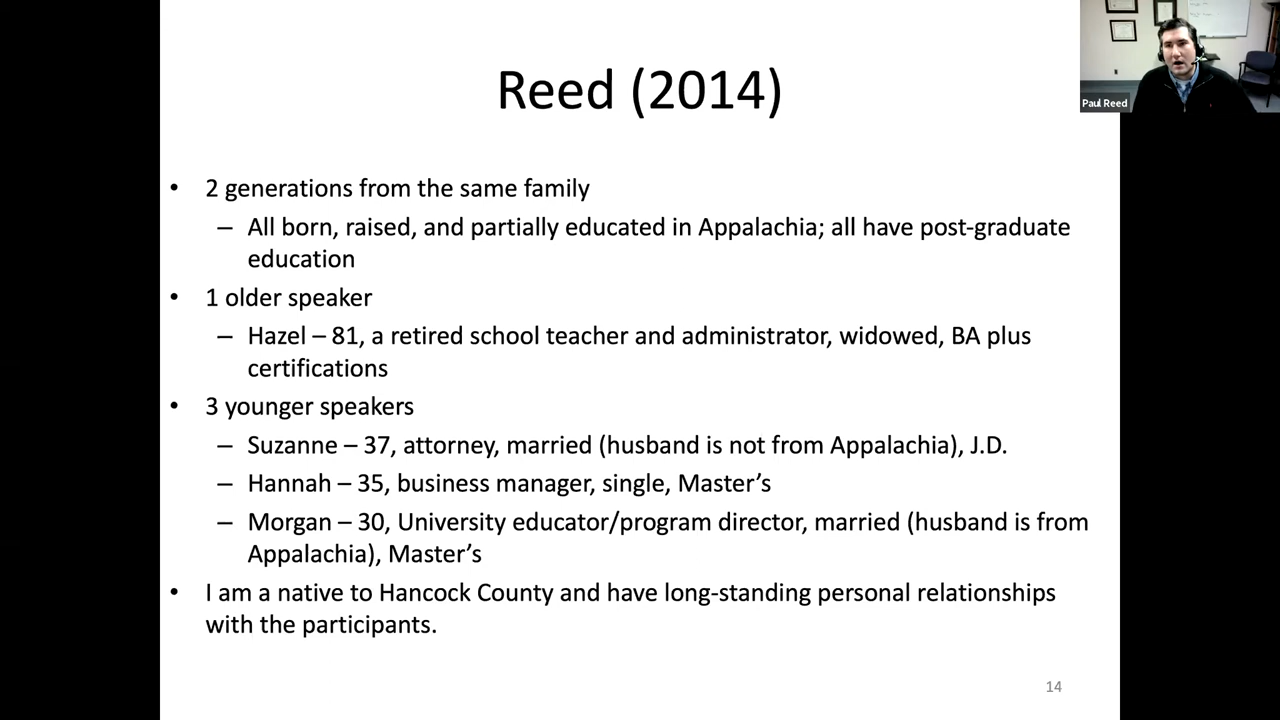 Reed (2014)
Paul Reed
• 2 generations from the same family
– All born, raised, and partially educated in Appalachia; all have post-graduate
education
• 1 older speaker
– Hazel – 81, a retired school teacher and administrator, widowed, BA plus
certifications
• 3 younger speakers
– Suzanne – 37, attorney, married (husband is not from Appalachia), J.D.
– Hannah – 35, business manager, single, Master’s
– Morgan – 30, University educator/program director, married (husband is from
Appalachia), Master’s
• I am a native to Hancock County and have long-standing personal relationships
with the participants.
14